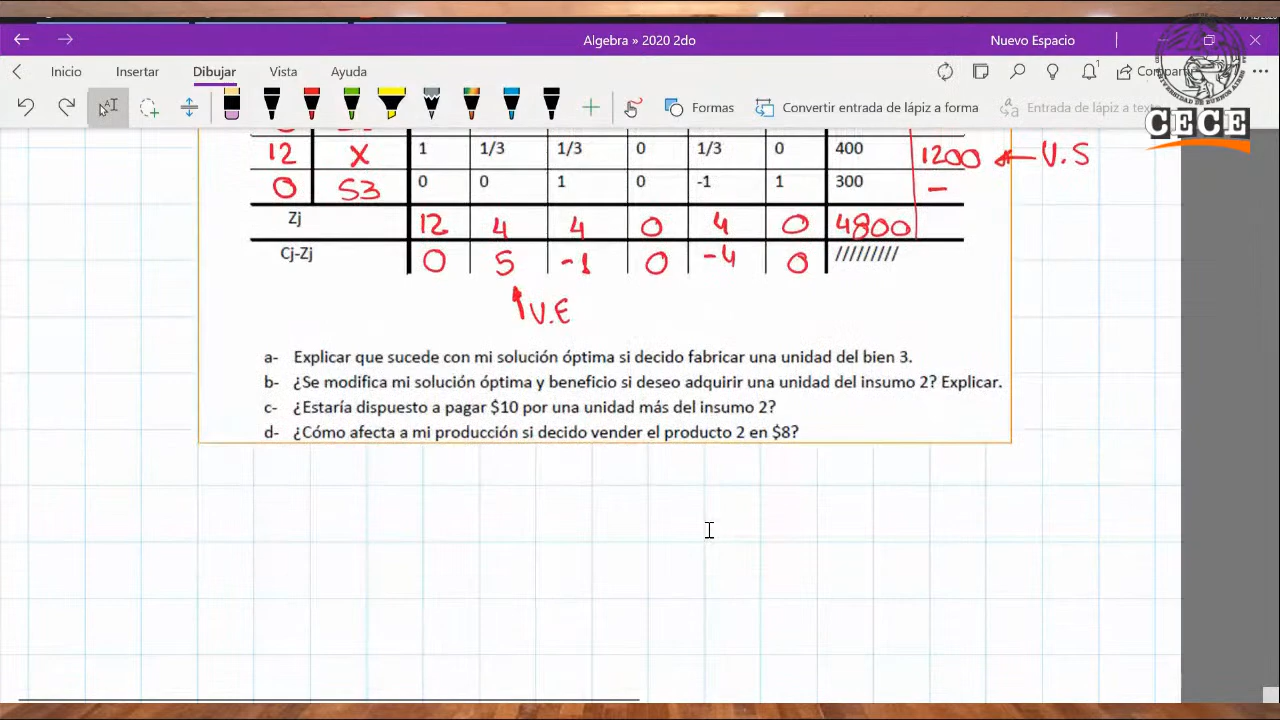 Algebra » 2020 2do
Nuevo Espacio
Inicio Insertar Dibujar Vista Ayuda
Formas Convertir entrada de lápiz a forma Entrada de lápiz a
CECE
12 X 1 1/3 1/3 0 1/3 0 400 1200 ← V.S
0 S3 0 0 1 0 -1 1 300 -
Zj 12 4 4 0 4 0 4800
Cj-Zj 0 5 -1 0 -4 0 /////////
V.E
a- Explicar que sucede con mi solución óptima si decido fabricar una unidad del bien 3.
b- ¿Se modifica mi solución óptima y beneficio si deseo adquirir una unidad del insumo 2? Explicar.
c- ¿Estaría dispuesto a pagar $10 por una unidad más del insumo 2?
d- ¿Cómo afecta a mi producción si decido vender el producto 2 en $8?